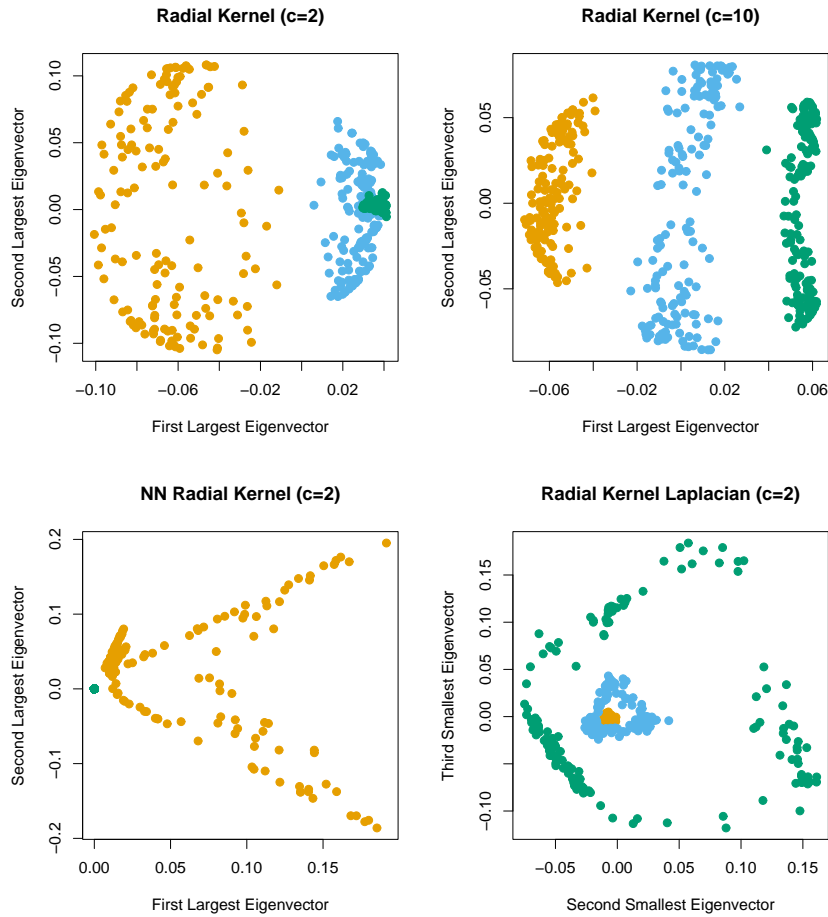 Radial Kernel (c=2)
Second Largest Eigenvector
0.10
0.05
0.00
−0.05
−0.10
−0.10
−0.06
−0.02
0.02
First Largest Eigenvector
Radial Kernel (c=10)
Second Largest Eigenvector
0.05
0.00
−0.05
−0.06
−0.02
0.02
0.06
First Largest Eigenvector
NN Radial Kernel (c=2)
Second Largest Eigenvector
0.2
0.1
0.0
−0.1
−0.2
0.00
0.05
0.10
0.15
First Largest Eigenvector
Radial Kernel Laplacian (c=2)
Third Smallest Eigenvector
0.15
0.10
0.05
0.00
−0.10
−0.05
0.00
0.05
0.10
0.15
Second Smallest Eigenvector